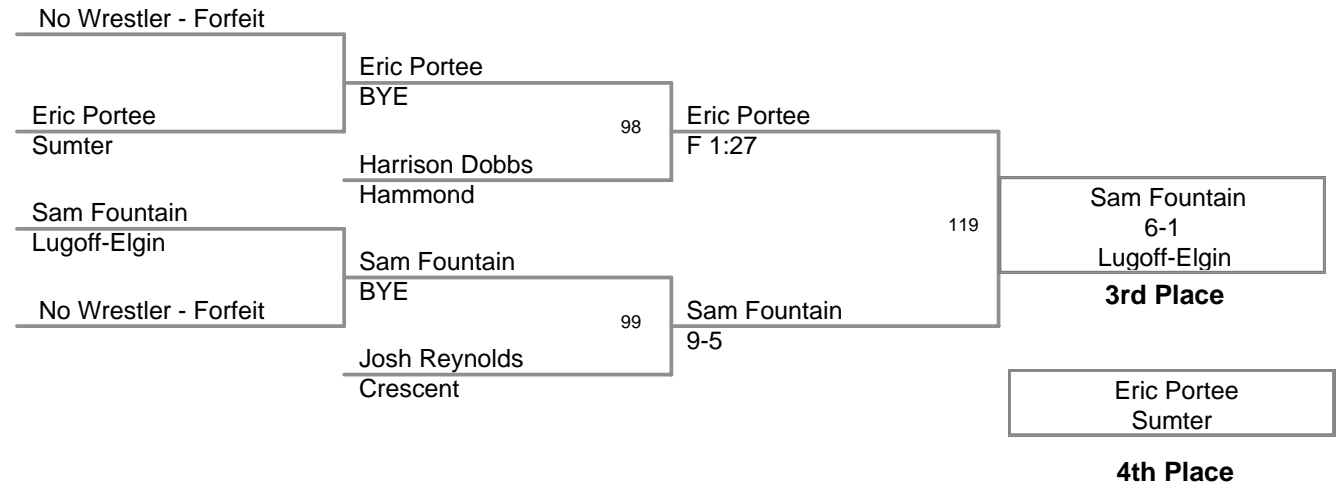 No Wrestler - Forfeit
Eric Portee
Sumter
Sam Fountain
Lugoff-Elgin
No Wrestler - Forfeit
Eric Portee
BYE
98
Harrison Dobbs
Hammond
Sam Fountain
BYE
99
Josh Reynolds
Crescent
Eric Portee
F 1:27
119
Sam Fountain
9-5
Sam Fountain
6-1
Lugoff-Elgin
3rd Place
Eric Portee
Sumter
4th Place